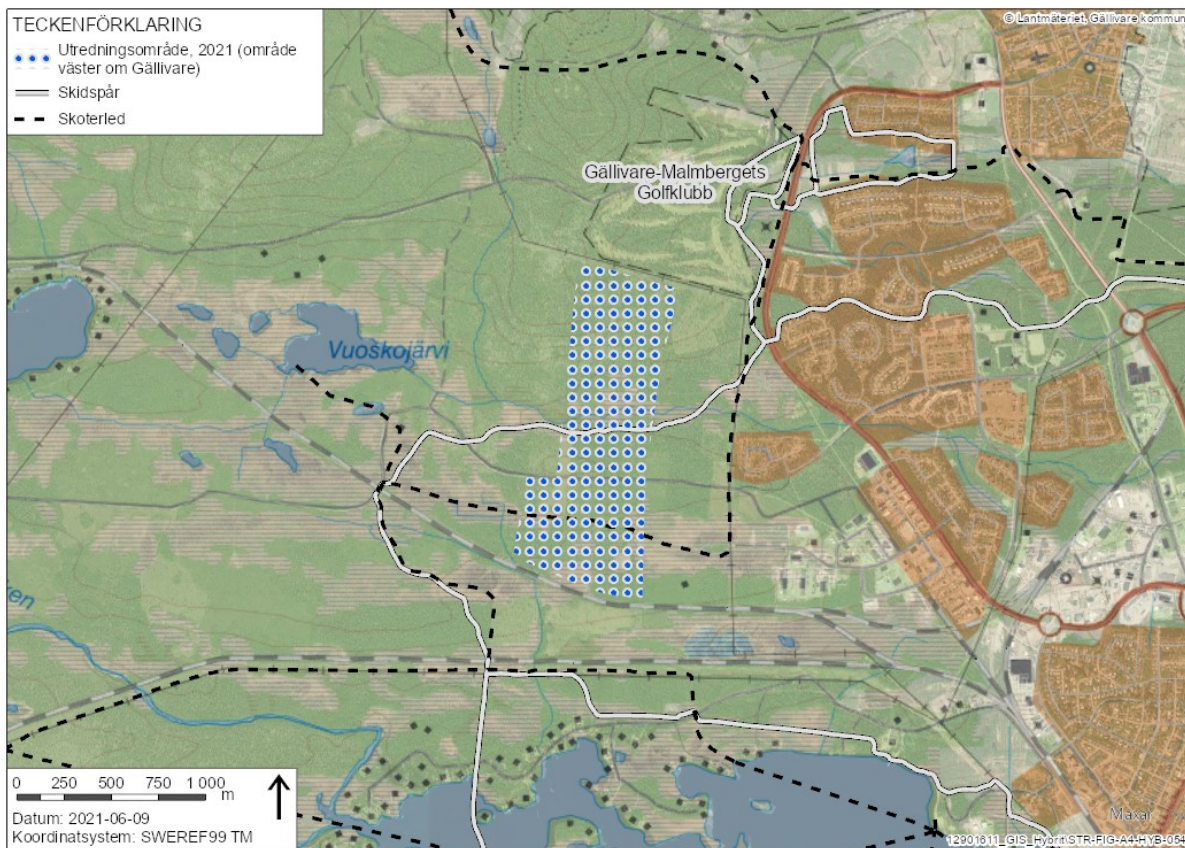 TECKENFÖRKLARING
Utredningsområde, 2021 (område
väster om Gällivare)
Skidspår
Skoterled
© Lantmäteriet, Gällivare kommun
Gällivare-Malmbergets
Golfklubb
Vuoskojärvi
en
0 250 500 750 1 000
m
Datum: 2021-06-09
Koordinatsystem: SWEREF99 TM